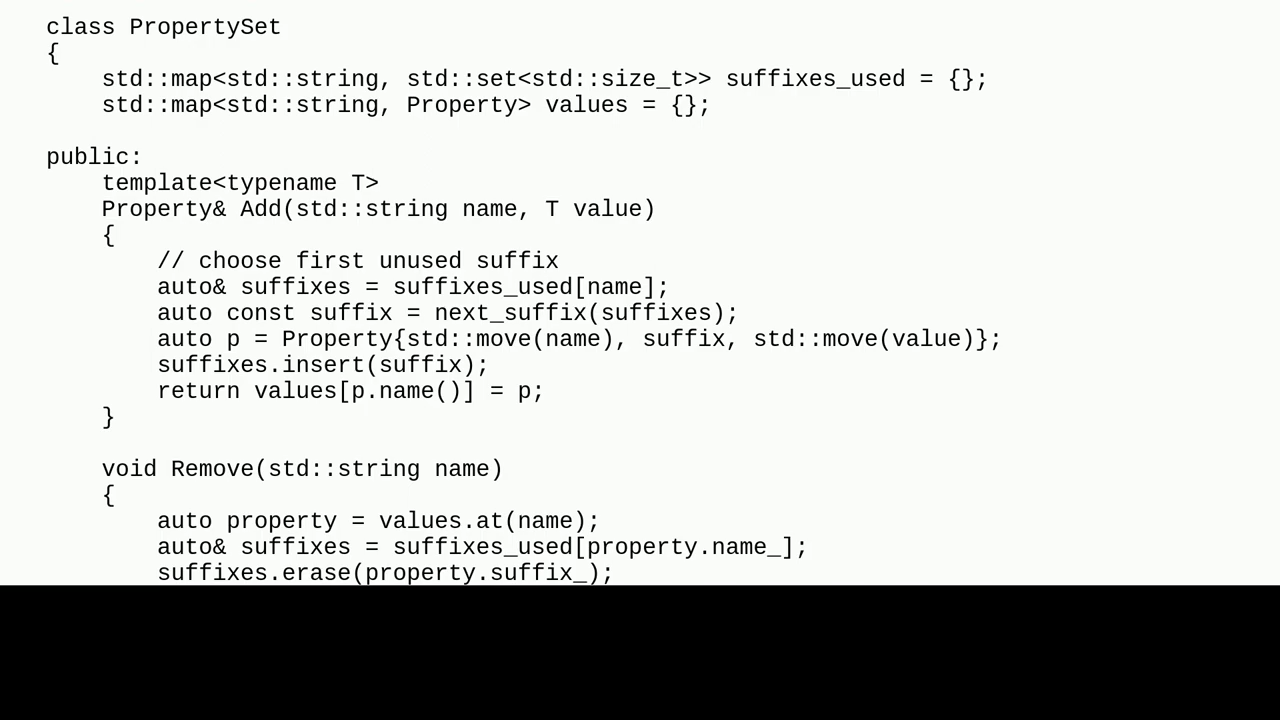 class PropertySet
{
    std::map<std::string, std::set<std::size_t>> suffixes_used = {};
    std::map<std::string, Property> values = {};

public:
    template<typename T>
    Property& Add(std::string name, T value)
    {
        // choose first unused suffix
        auto& suffixes = suffixes_used[name];
        auto const suffix = next_suffix(suffixes);
        auto p = Property{std::move(name), suffix, std::move(value)};
        suffixes.insert(suffix);
        return values[p.name()] = p;
    }

    void Remove(std::string name)
    {
        auto property = values.at(name);
        auto& suffixes = suffixes_used[property.name_];
        suffixes.erase(property.suffix_);